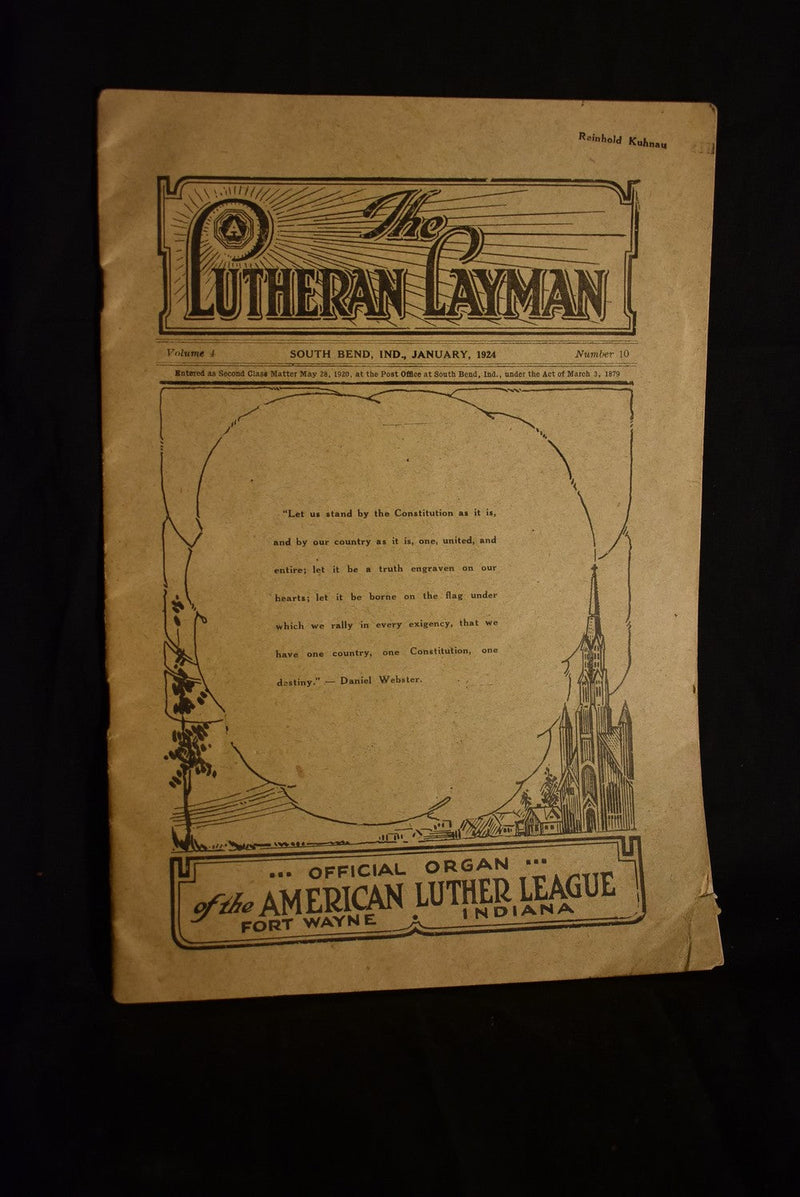 Reinhold Kuhnau
The
LUTHERAN LAYMAN
Volume 4 SOUTH BEND, IND., JANUARY, 1924 Number 10
Entered as Second Class Matter May 28, 1920, at the Post Office at South Bend, Ind., under the Act of March 3, 1879
"Let us stand by the Constitution as it is,
and by our country as it is, one, united, and
entire; let it be a truth engraven on our
hearts; let it be borne on the flag under
which we rally in every exigency, that we
have one country, one Constitution, one
destiny." — Daniel Webster.
••• OFFICIAL ORGAN •••
of the AMERICAN LUTHER LEAGUE
FORT WAYNE • INDIANA